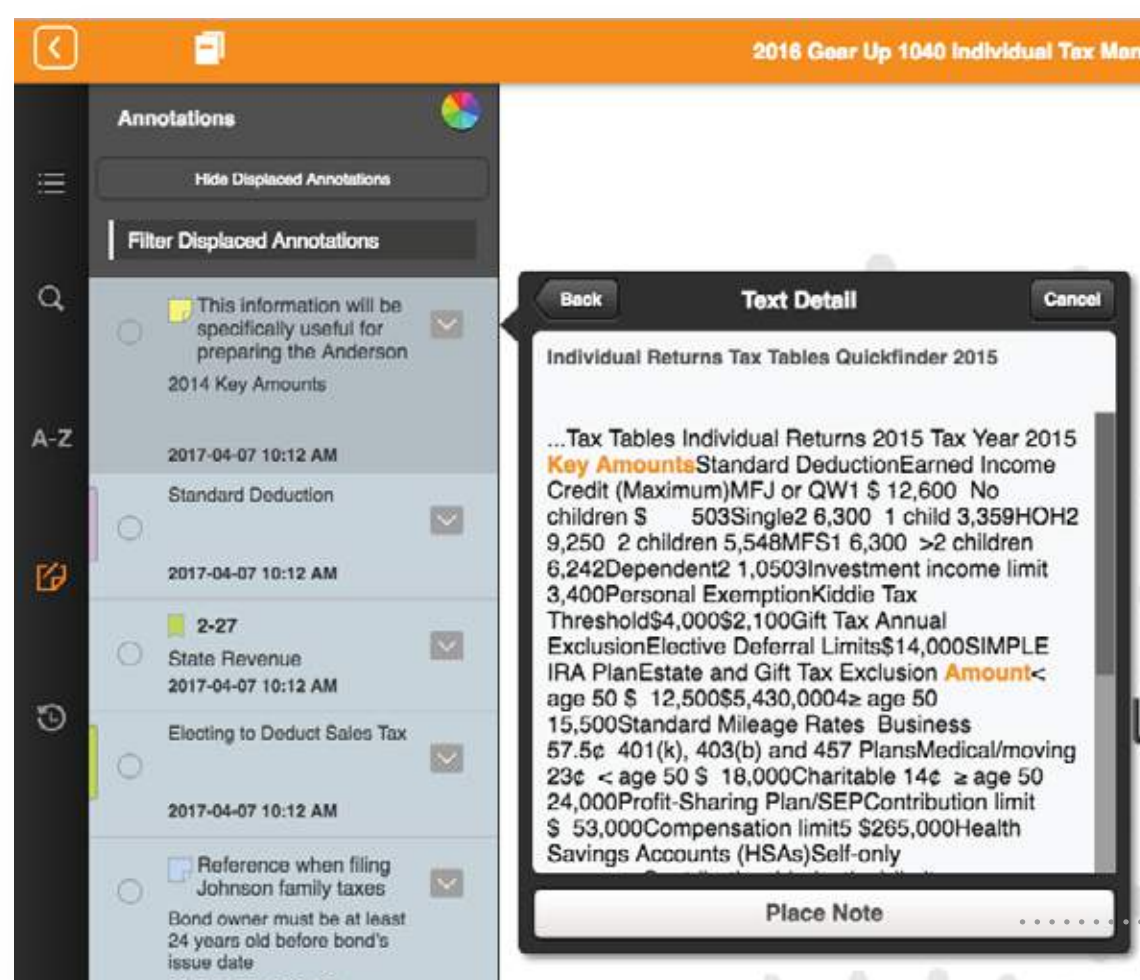 2016 Gear Up 1040 Individual Tax Man
Annotations
Hide Displaced Annotations
Filter Displaced Annotations
This information will be
specifically useful for
preparing the Anderson
2014 Key Amounts
2017-04-07 10:12 AM
Standard Deduction
2017-04-07 10:12 AM
2-27
State Revenue
2017-04-07 10:12 AM
Electing to Deduct Sales Tax
2017-04-07 10:12 AM
Reference when filing
Johnson family taxes
Bond owner must be at least
24 years old before bond's
issue date
A-Z
Back
Text Detail
Cancel
Individual Returns Tax Tables Quickfinder 2015
...Tax Tables Individual Returns 2015 Tax Year 2015
Key AmountsStandard DeductionEarned Income
Credit (Maximum)MFJ or QW1 $ 12,600 No
children $ 503Single2 6,300 1 child 3,359HOH2
9,250 2 children 5,548MFS1 6,300 >2 children
6,242Dependent2 1,0503Investment income limit
3,400Personal ExemptionKiddie Tax
Threshold$4,000$2,100Gift Tax Annual
ExclusionElective Deferral Limits$14,000SIMPLE
IRA PlanEstate and Gift Tax Exclusion Amount<
age 50 $ 12,500$5,430,0004≥ age 50
15,500Standard Mileage Rates Business
57.5¢ 401(k), 403(b) and 457 PlansMedical/moving
23¢ < age 50 $ 18,000Charitable 14¢ ≥ age 50
24,000Profit-Sharing Plan/SEPContribution limit
$ 53,000Compensation limit5 $265,000Health
Savings Accounts (HSAs)Self-only
Place Note